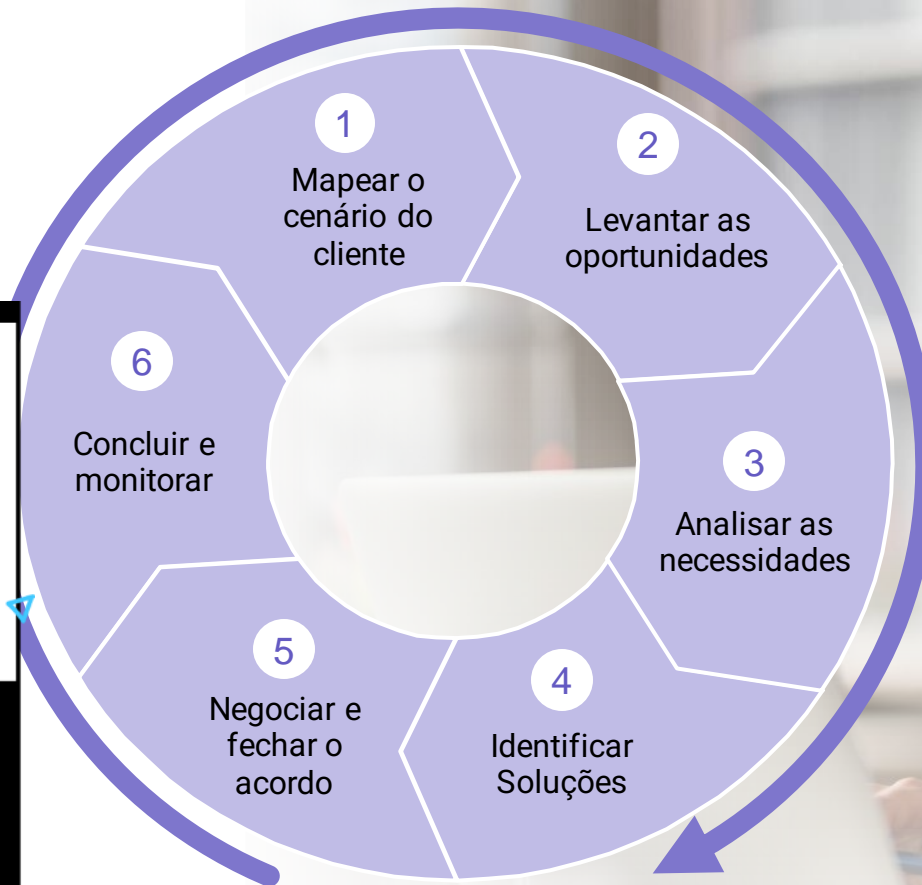 1
Mapear o
cenário do
cliente
2
Levantar as
oportunidades
3
Analisar as
necessidades
4
Identificar
Soluções
5
Negociar e
fechar o
acordo
6
Concluir e
monitorar